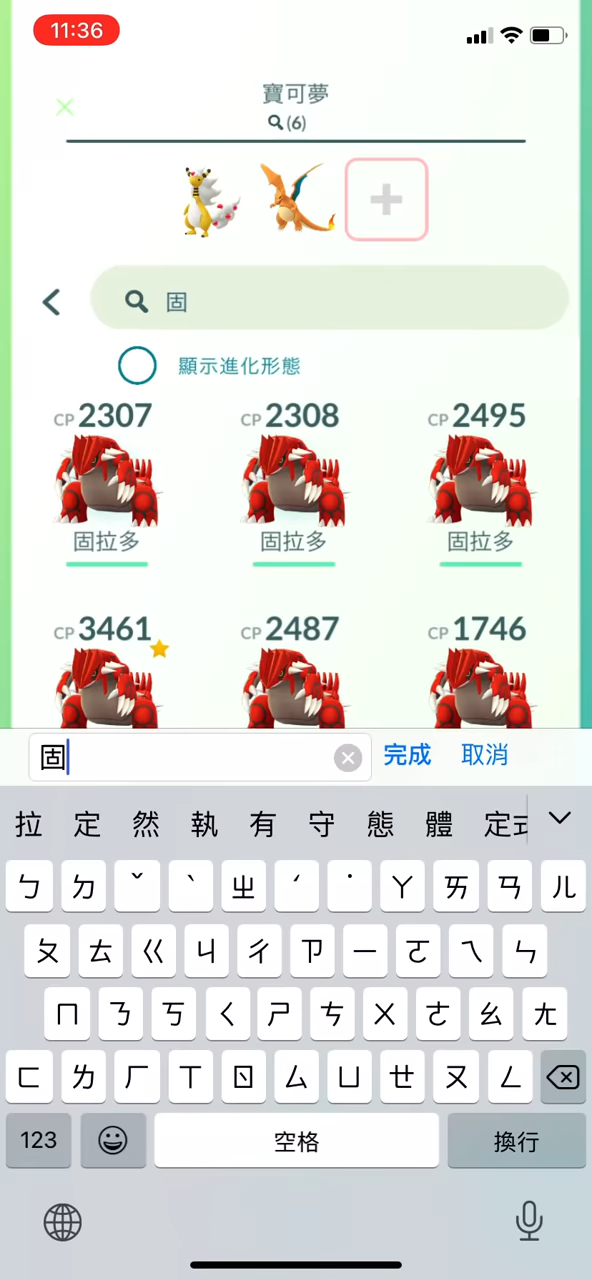 11:36
寶可夢
(6)
固
顯示進化形態
CP2307 CP2308 CP2495
固拉多 固拉多 固拉多
CP3461 CP2487 CP1746
固 完成 取消
拉 定 然 執 有 守 態 體 定式
ㄅ ㄉ ˇ ˋ ㄓ ˊ ˙ ㄚ ㄞ ㄢ ㄦ
ㄆ ㄊ ㄍ ㄐ ㄔ ㄗ ㄧ ㄛ ㄟ ㄣ
ㄇ ㄋ ㄎ ㄑ ㄕ ㄘ ㄨ ㄜ ㄠ ㄤ
ㄈ ㄌ ㄏ ㄒ ㄖ ㄙ ㄩ ㄝ ㄡ ㄥ
123 空格 換行